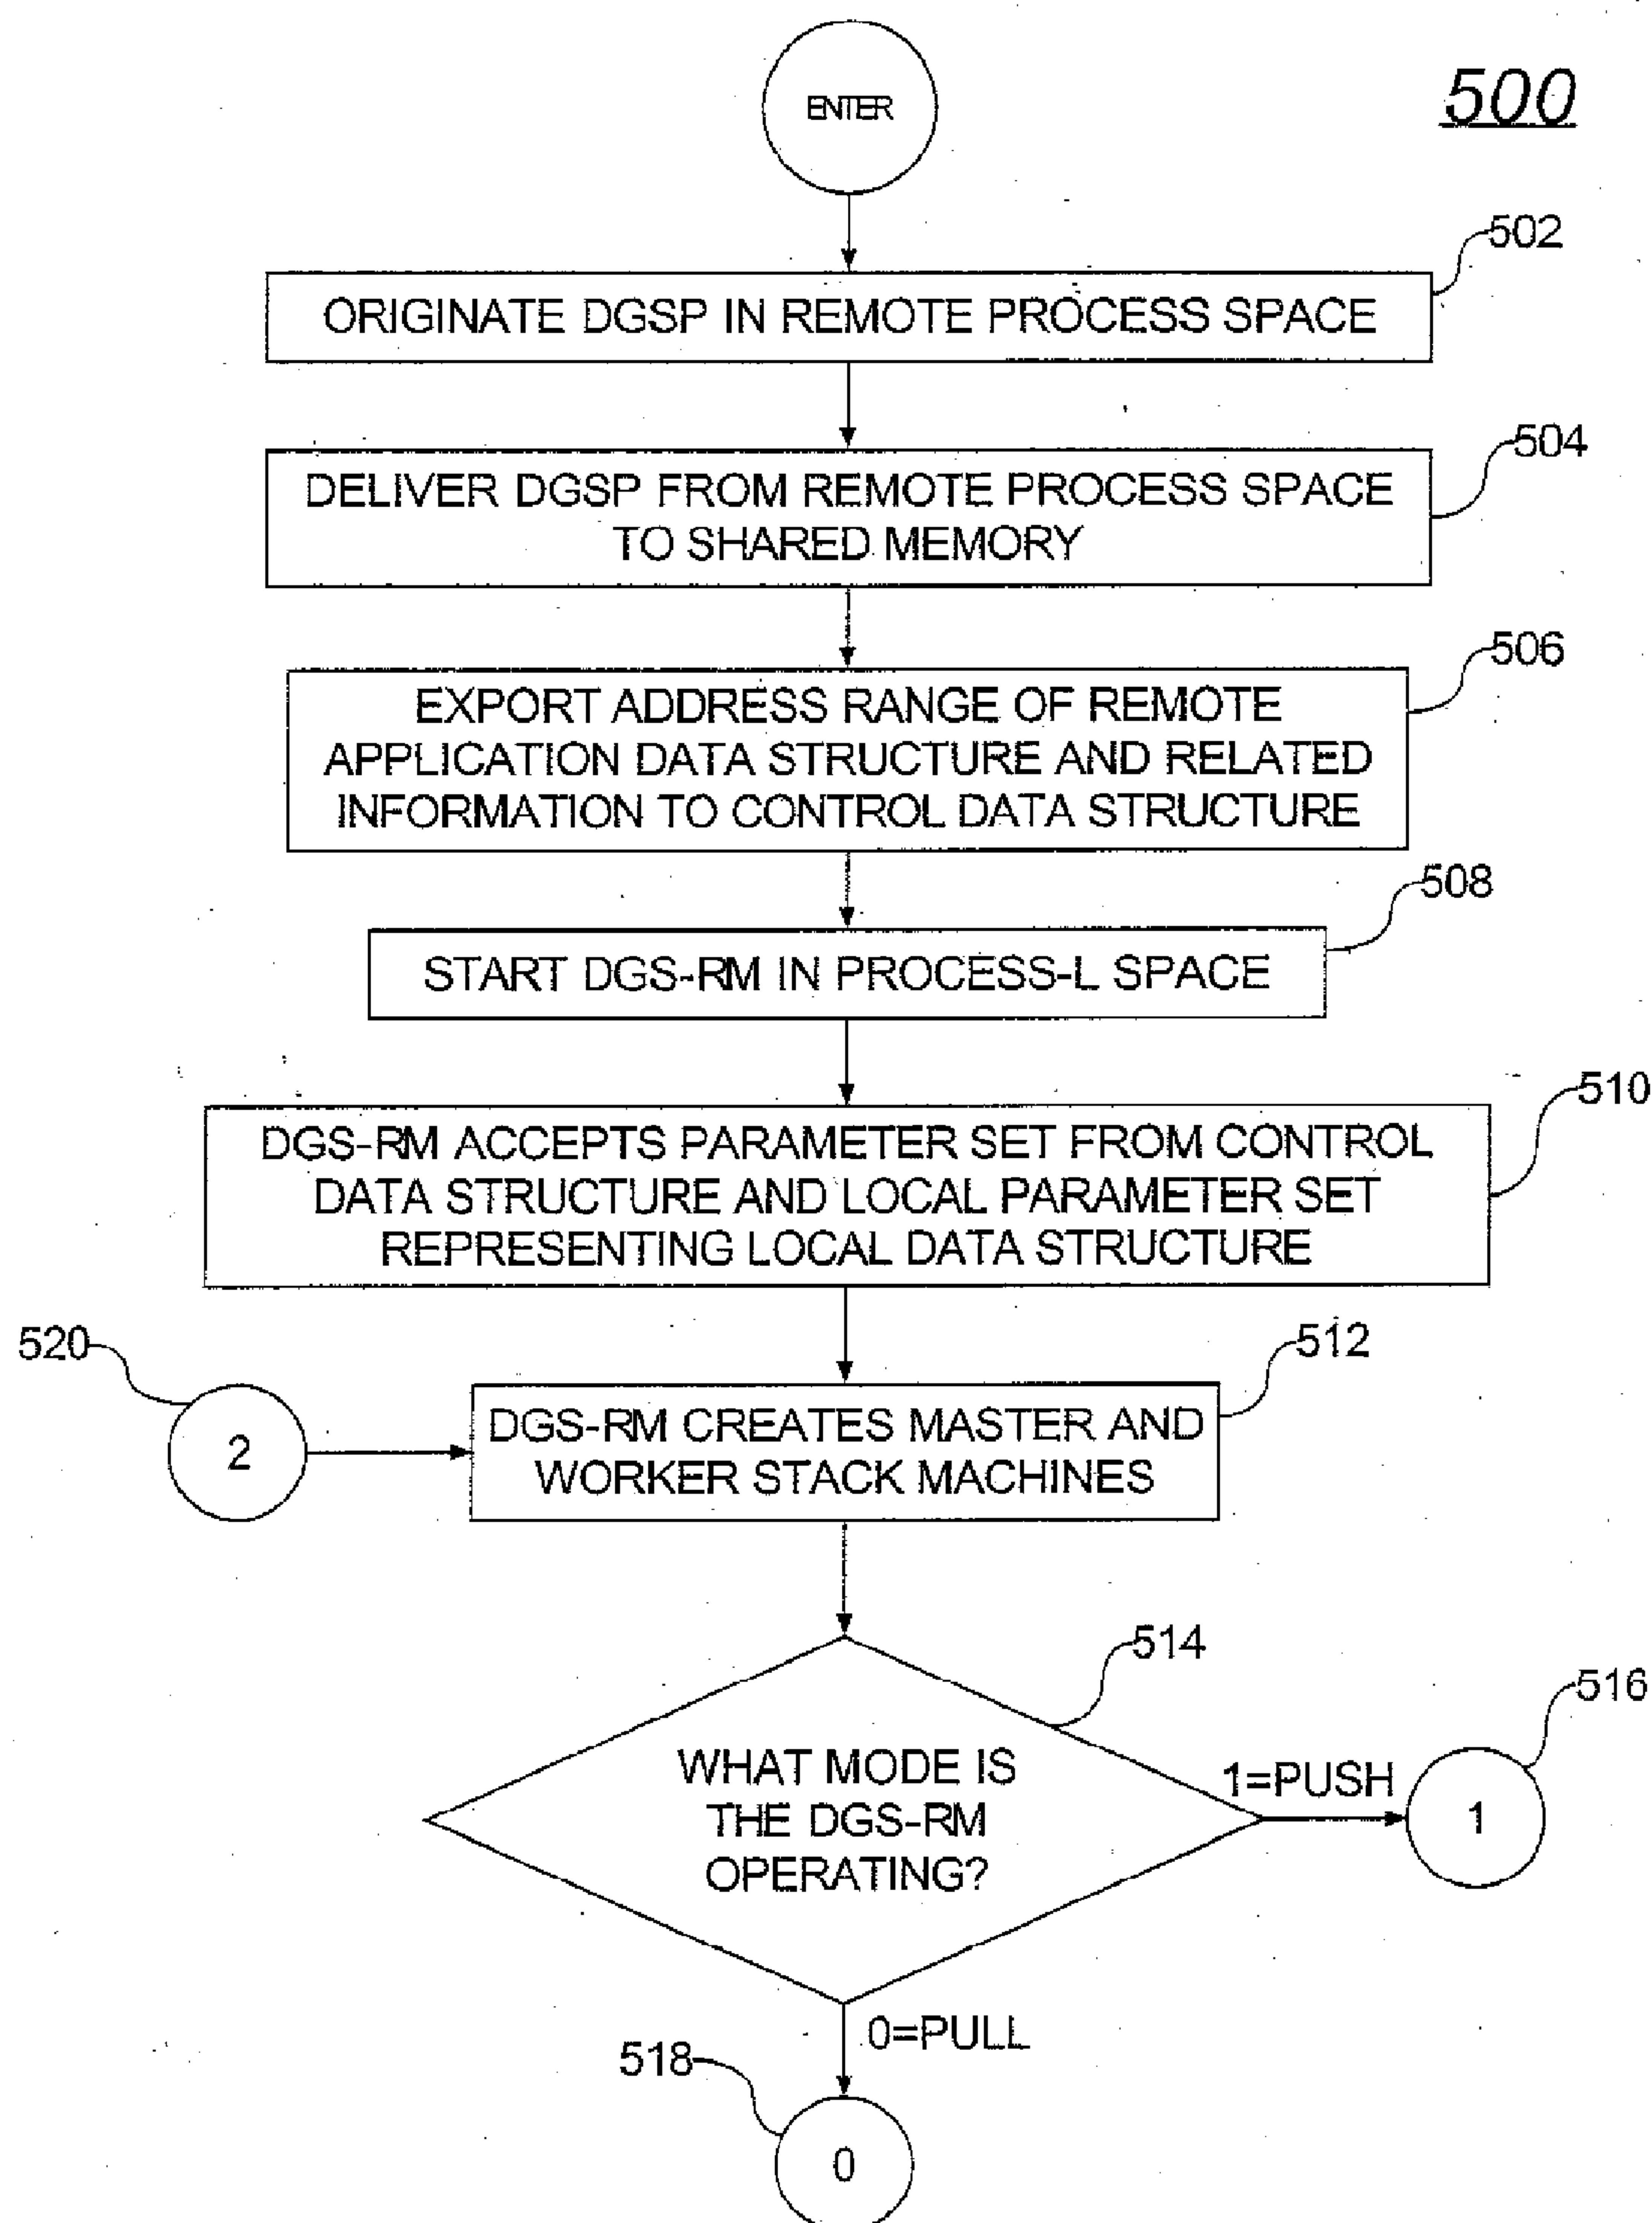 ENTER
500
502
ORIGINATE DGSP IN REMOTE PROCESS SPACE
504
DELIVER DGSP FROM REMOTE PROCESS SPACE
TO SHARED MEMORY
506
EXPORT ADDRESS RANGE OF REMOTE
APPLICATION DATA STRUCTURE AND RELATED
INFORMATION TO CONTROL DATA STRUCTURE
508
START DGS-RM IN PROCESS-L SPACE
510
DGS-RM ACCEPTS PARAMETER SET FROM CONTROL
DATA STRUCTURE AND LOCAL PARAMETER SET
REPRESENTING LOCAL DATA STRUCTURE
520
512
2
DGS-RM CREATES MASTER AND
WORKER STACK MACHINES
514
516
WHAT MODE IS
THE DGS-RM
OPERATING?
1=PUSH
1
0=PULL
518
0